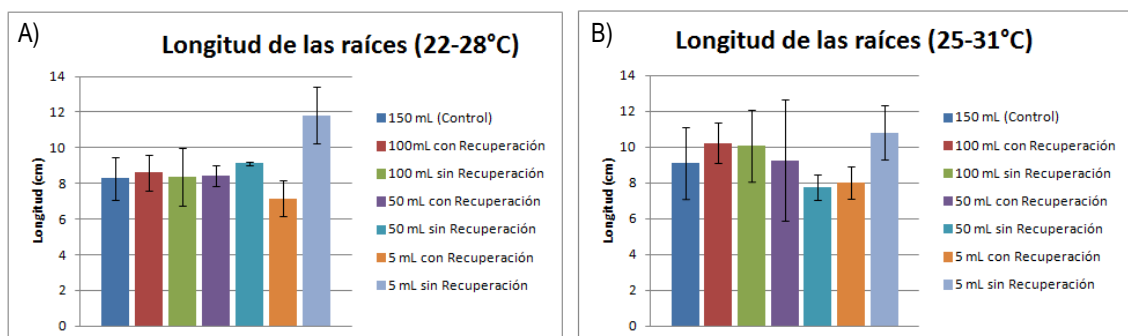 A)
Longitud de las raíces (22-28°C)
Longitud (cm)
14
12
10
8
6
4
2
0
150 mL (Control)
100mL con Recuperación
100 mL sin Recuperación
50 mL con Recuperación
50 mL sin Recuperación
5 mL con Recuperación
5 mL sin Recuperación
B)
Longitud de las raíces (25-31°C)
Longitud (cm)
14
12
10
8
6
4
2
0
150 mL (Control)
100 mL con Recuperación
100 mL sin Recuperación
50 mL con Recuperación
50 mL sin Recuperación
5 mL con Recuperación
5 mL sin Recuperación